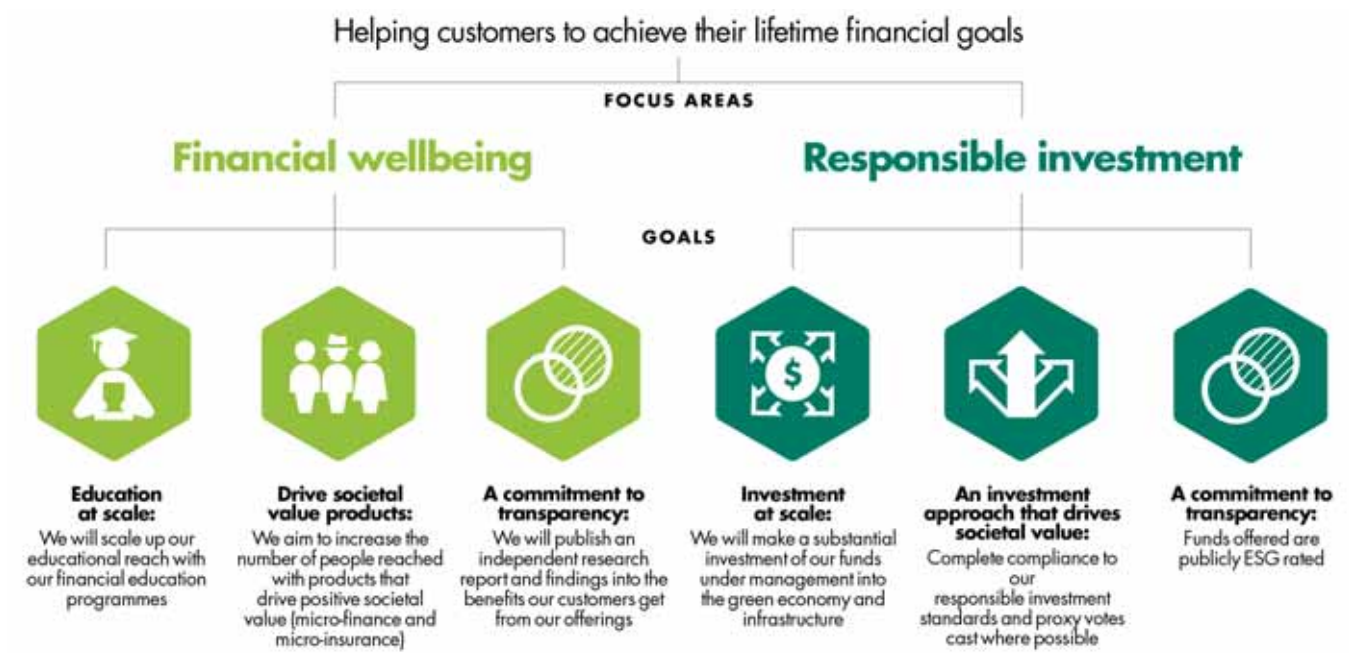 Helping customers to achieve their lifetime financial goals
FOCUS AREAS
Financial wellbeing
Responsible investment
GOALS
Education
at scale:
We will scale up our
educational reach with
our financial education
programmes
Drive societal
value products:
We aim to increase the
number of people reached
with products that
drive positive societal
value (micro-finance and
micro-insurance)
A commitment to
transparency:
We will publish an
independent research
report and findings into the
benefits our customers get
from our offerings
Investment
at scale:
We will make a substantial
investment of our funds
under management into
the green economy and
infrastructure
An investment
approach that drives
societal value:
Complete compliance to
our
responsible investment
standards and proxy votes
cast where possible
A commitment to
transparency:
Funds offered are
publicly ESG rated
$